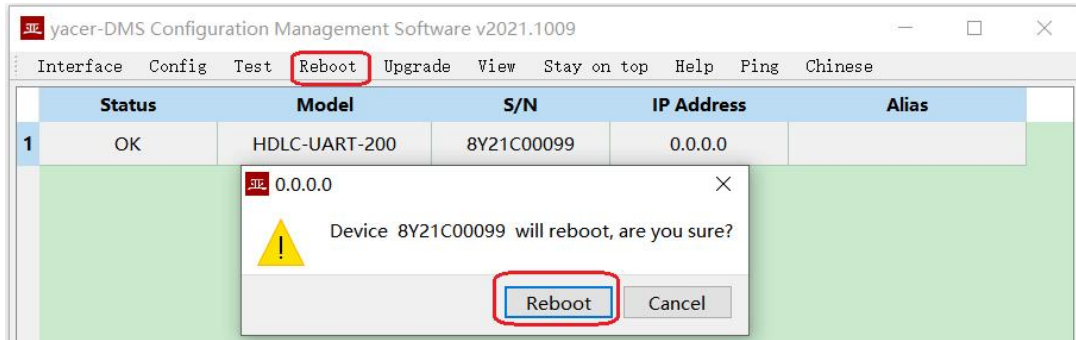 亚 yacer-DMS Configuration Management Software v2021.1009
Interface Config Test Reboot Upgrade View Stay on top Help Ping Chinese
Status Model S/N IP Address Alias
1 OK HDLC-UART-200 8Y21C00099 0.0.0.0
亚 0.0.0.0
Device 8Y21C00099 will reboot, are you sure?
Reboot Cancel